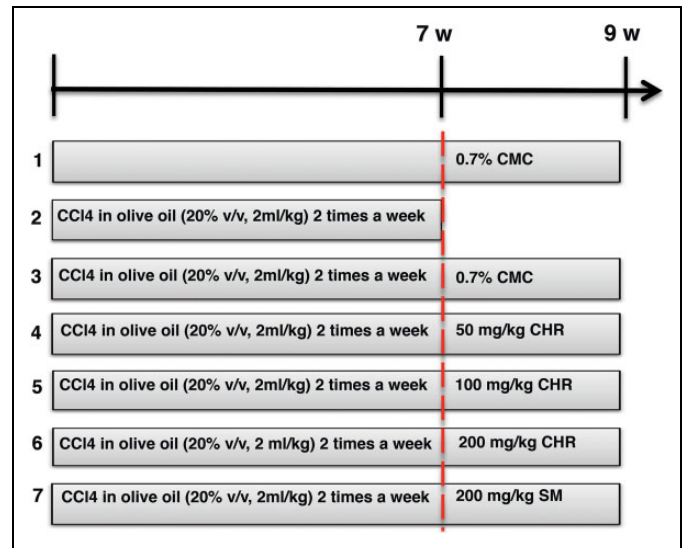 7 w 9 w
1 0.7% CMC
2 CCl4 in olive oil (20% v/v, 2ml/kg) 2 times a week
3 CCl4 in olive oil (20% v/v, 2ml/kg) 2 times a week 0.7% CMC
4 CCl4 in olive oil (20% v/v, 2ml/kg) 2 times a week 50 mg/kg CHR
5 CCl4 in olive oil (20% v/v, 2ml/kg) 2 times a week 100 mg/kg CHR
6 CCl4 in olive oil (20% v/v, 2 ml/kg) 2 times a week 200 mg/kg CHR
7 CCl4 in olive oil (20% v/v, 2ml/kg) 2 times a week 200 mg/kg SM